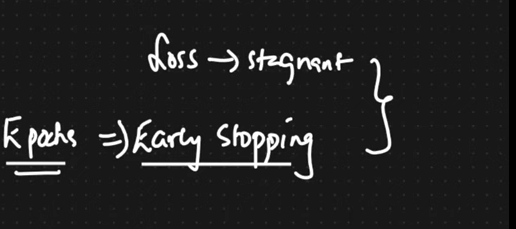 Loss → stagnant
Epochs => Early Stopping